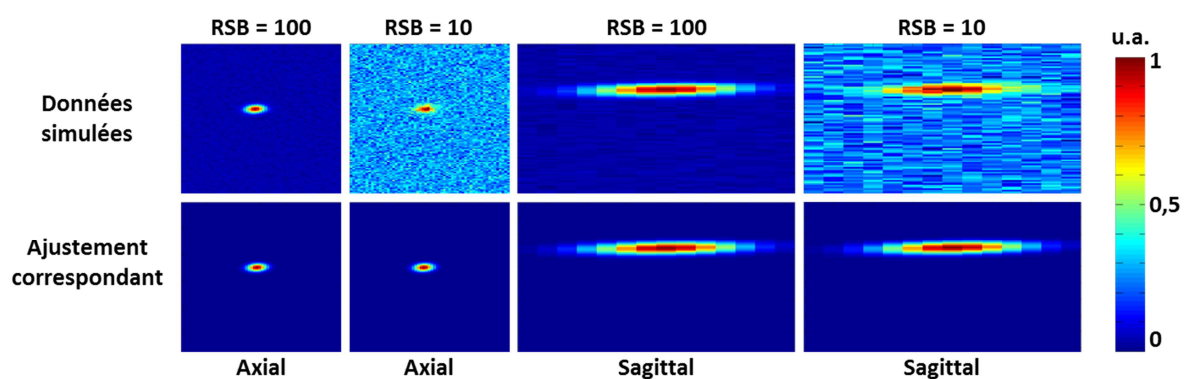 RSB = 100
RSB = 10
RSB = 100
RSB = 10
u.a.
1
Données
simulées
0,5
Ajustement
correspondant
0
Axial
Axial
Sagittal
Sagittal